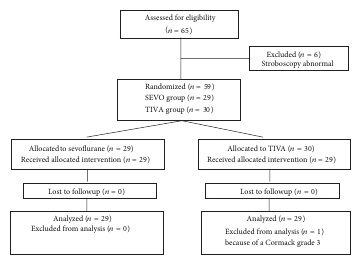 Assessed for eligibility
(n = 65)
Excluded (n = 6)
Stroboscopy abnormal
Randomized (n = 59)
SEVO group (n = 29)
TIVA group (n = 30)
Allocated to sevoflurane (n = 29)
Received allocated intervention (n = 29)
Allocated to TIVA (n = 30)
Received allocated intervention (n = 29)
Lost to followup (n = 0)
Lost to followup (n = 0)
Analyzed (n = 29)
Excluded from analysis (n = 0)
Analyzed (n = 29)
Excluded from analysis (n = 1)
because of a Cormack grade 3